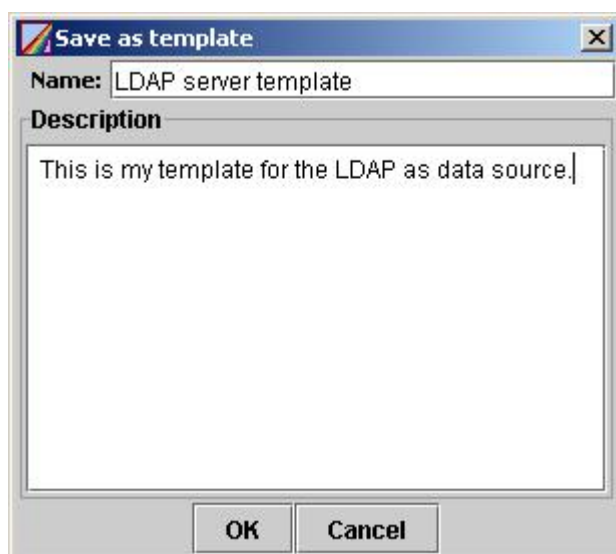 Save as template
Name: LDAP server template
Description
This is my template for the LDAP as data source.
OK Cancel